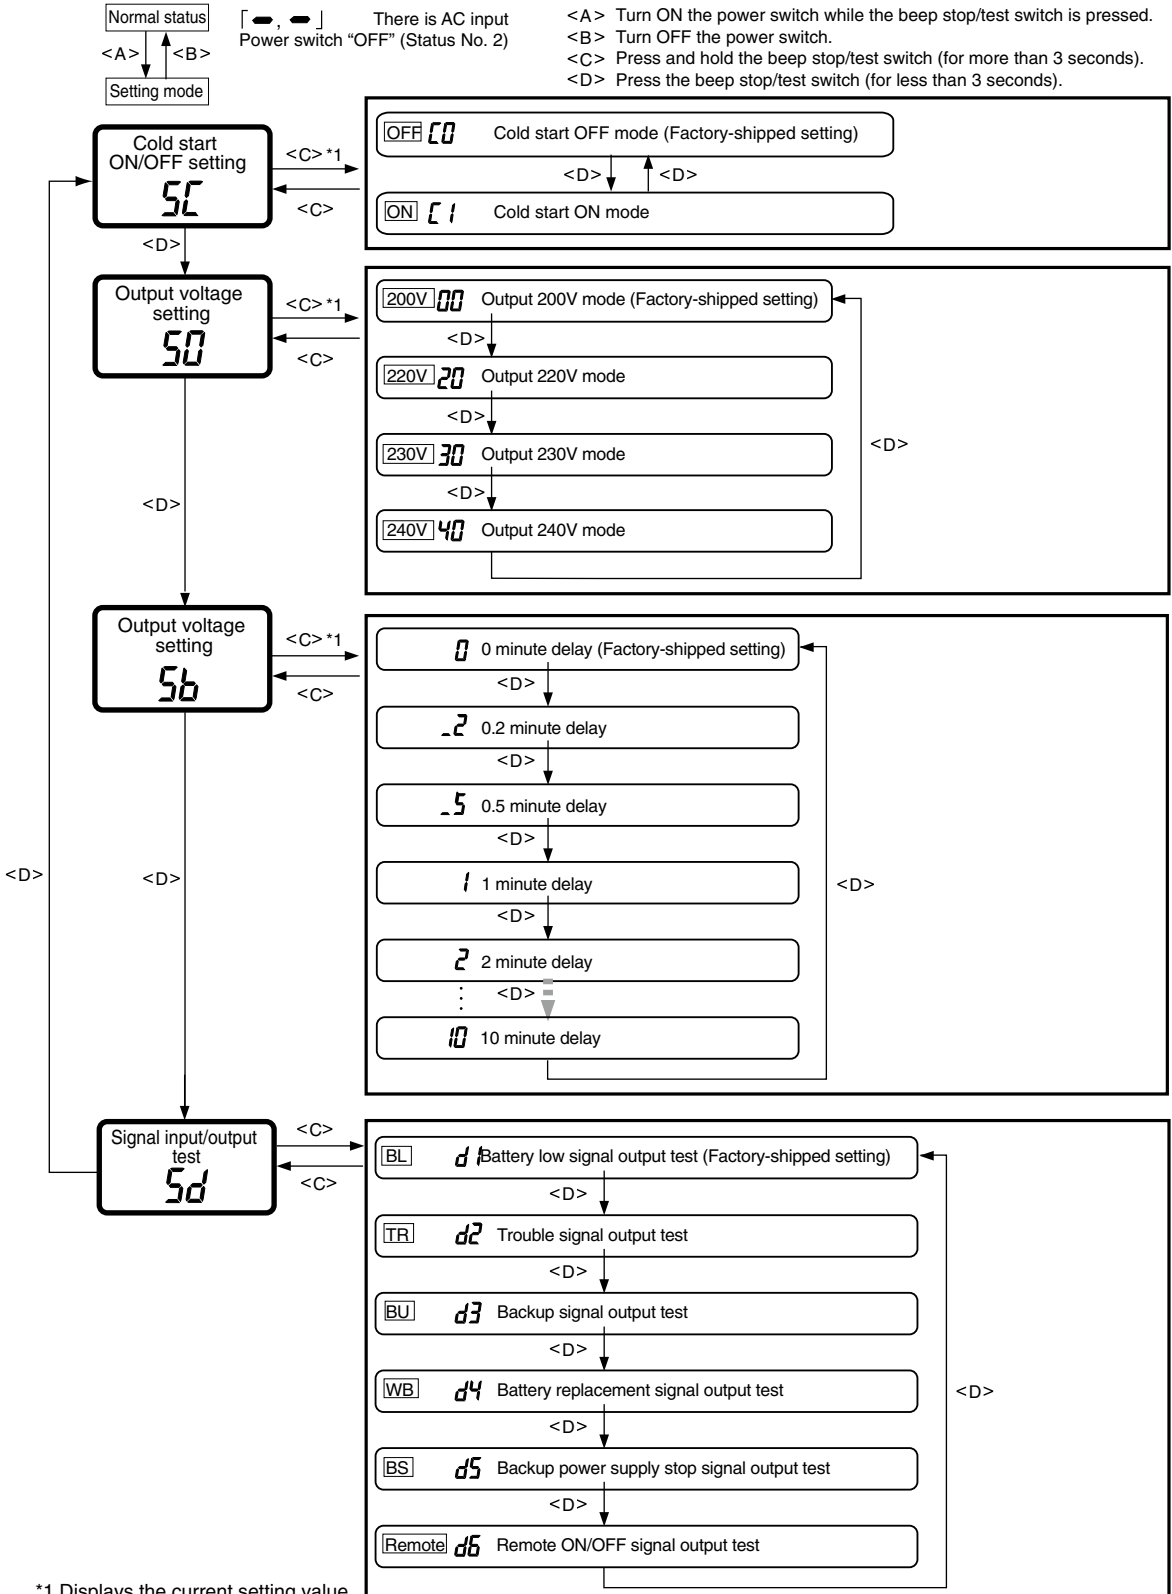 Normal status
「 ▬, ▬ 」 There is AC input
Power switch “OFF” (Status No. 2)
<A> <B>
Setting mode
<A> Turn ON the power switch while the beep stop/test switch is pressed.
<B> Turn OFF the power switch.
<C> Press and hold the beep stop/test switch (for more than 3 seconds).
<D> Press the beep stop/test switch (for less than 3 seconds).
Cold start
ON/OFF setting
SC
<C> *1
<C>
OFF C0 Cold start OFF mode (Factory-shipped setting)
<D> <D>
ON C1 Cold start ON mode
<D>
Output voltage
setting
S0
<C> *1
<C>
200V 00 Output 200V mode (Factory-shipped setting)
<D>
220V 20 Output 220V mode
<D>
230V 30 Output 230V mode
<D>
<D>
240V 40 Output 240V mode
<D>
Output voltage
setting
Sb
<C> *1
<C>
0 0 minute delay (Factory-shipped setting)
<D>
_2 0.2 minute delay
<D>
_5 0.5 minute delay
<D>
1 1 minute delay
<D>
<D>
2 2 minute delay
<D>
10 10 minute delay
<D>
<D>
Signal input/output
test
Sd
<C>
<C>
BL d1 Battery low signal output test (Factory-shipped setting)
<D>
TR d2 Trouble signal output test
<D>
BU d3 Backup signal output test
<D>
WB d4 Battery replacement signal output test
<D>
<D>
BS d5 Backup power supply stop signal output test
<D>
Remote d6 Remote ON/OFF signal output test
*1 Displays the current setting value